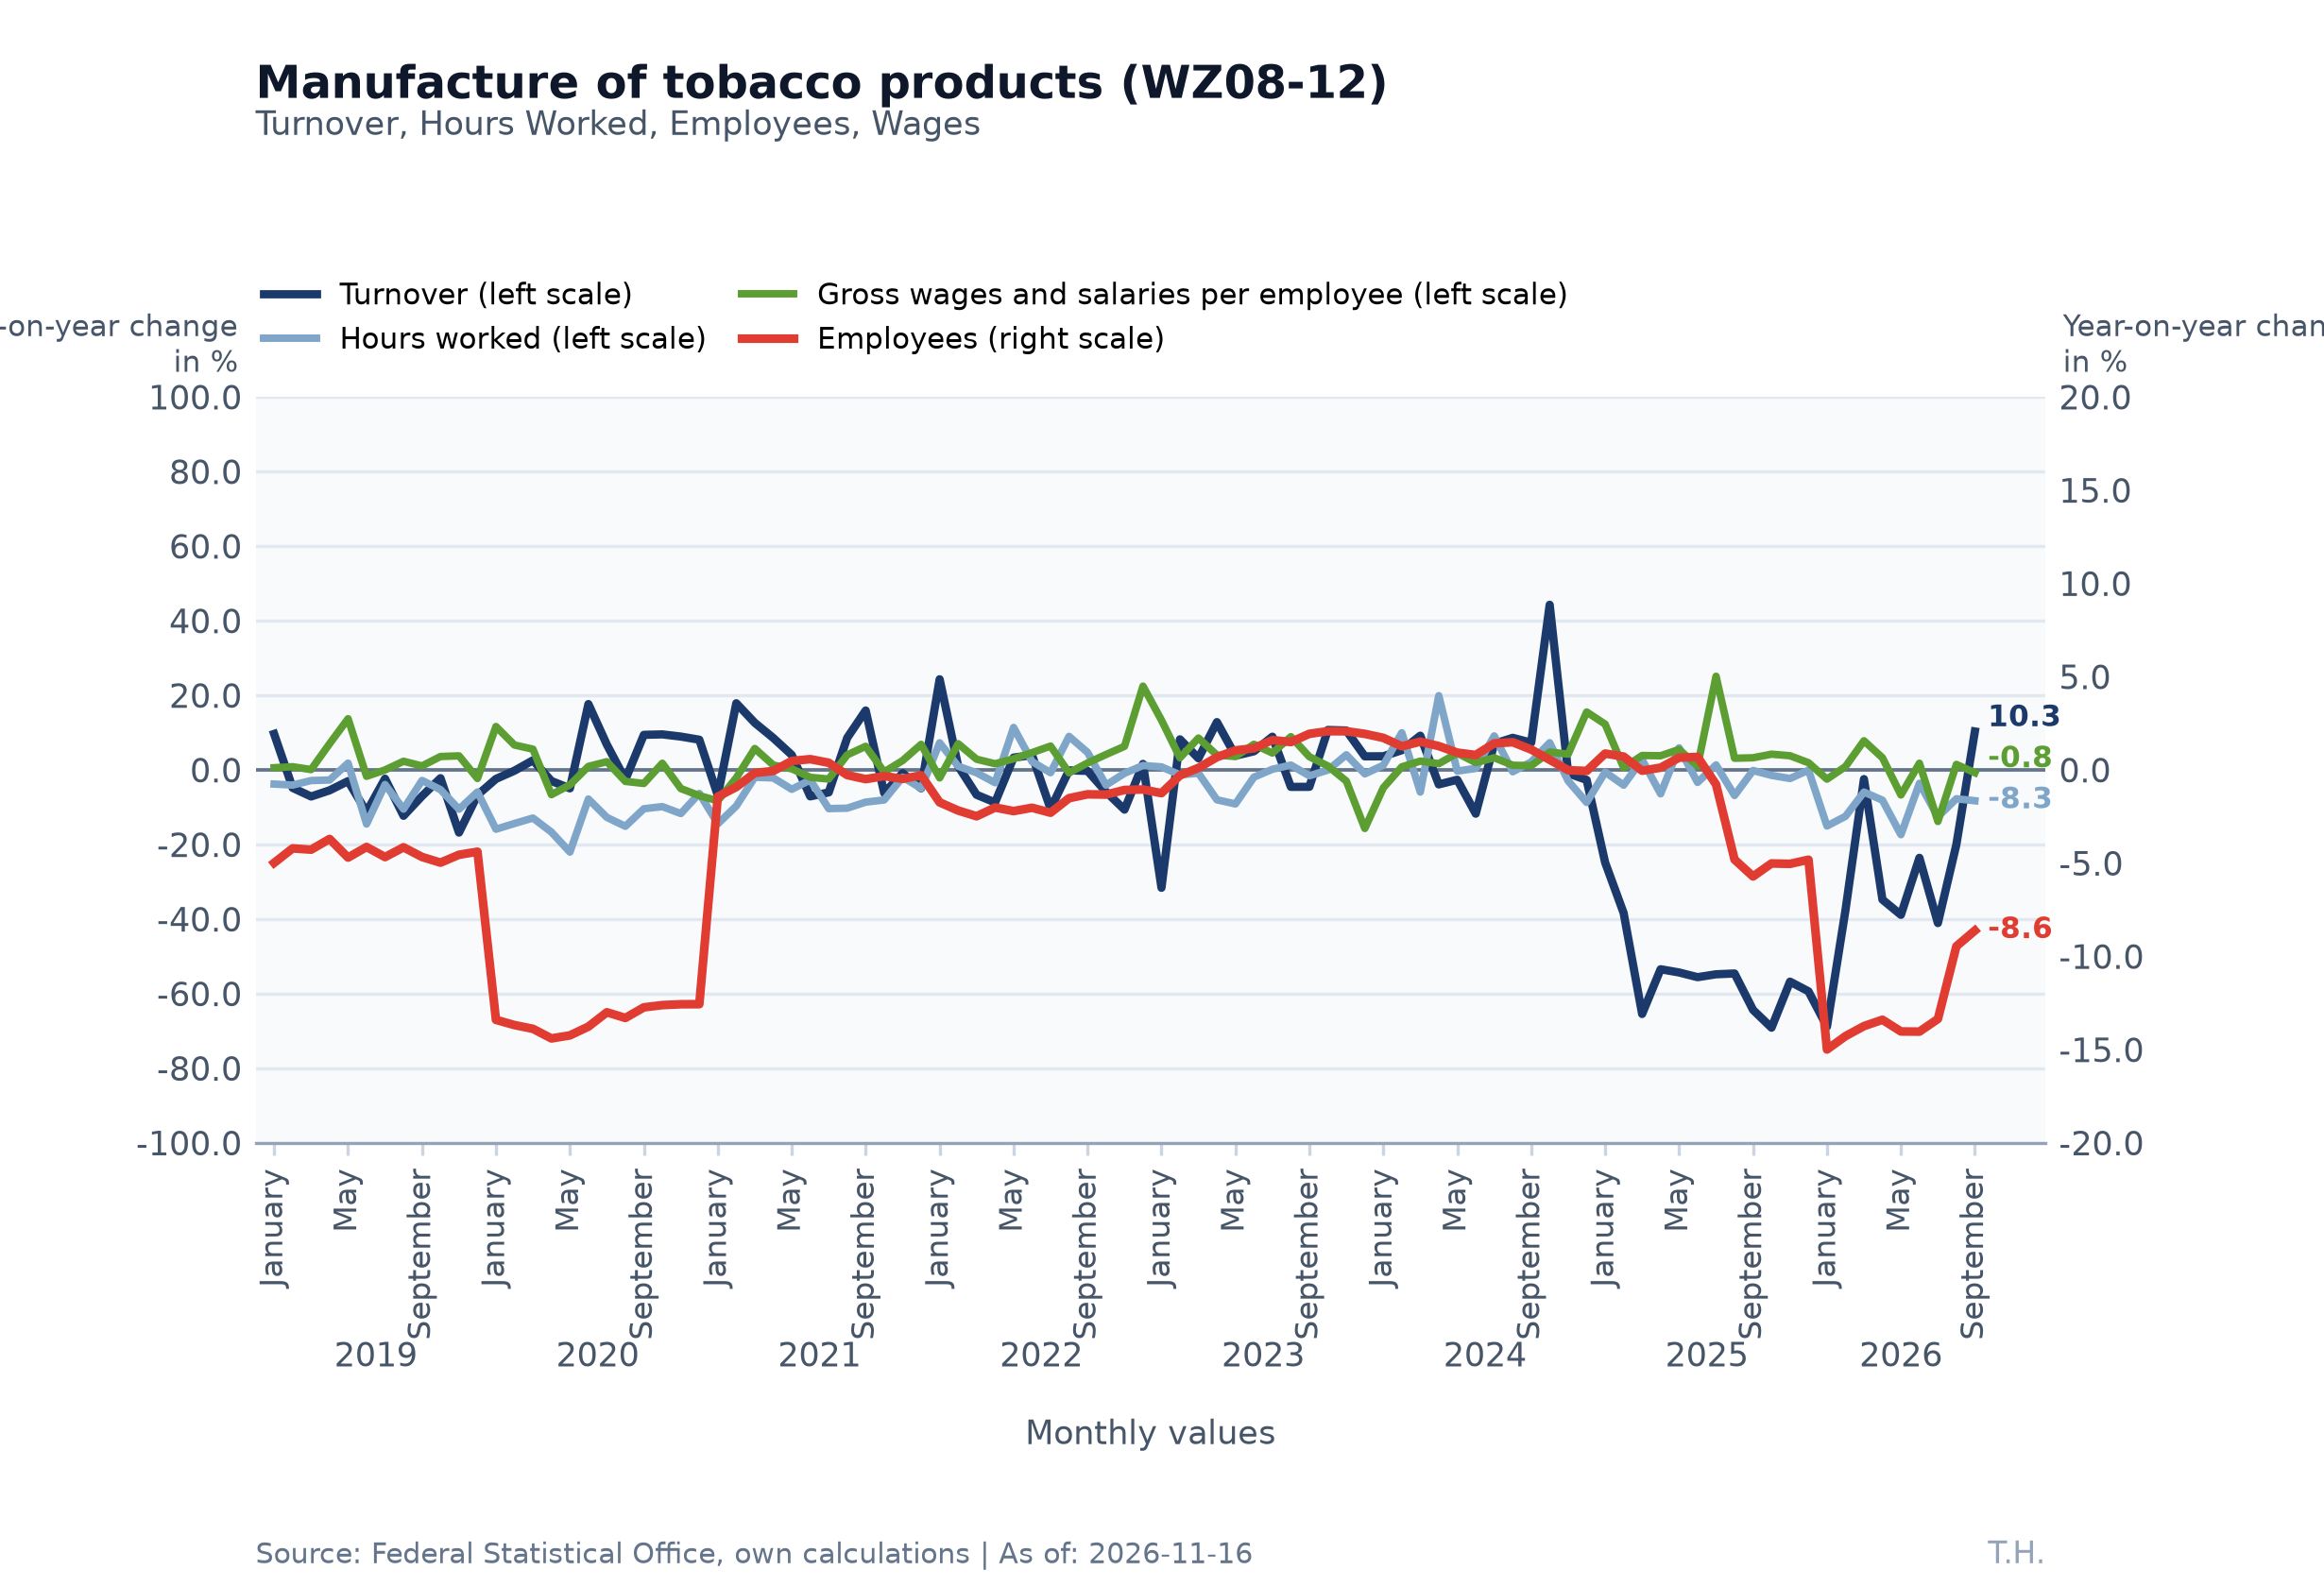 Manufacture of tobacco products (WZ08-12)
Turnover, Hours Worked, Employees, Wages
Turnover (left scale)
Gross wages and salaries per employee (left scale)
Hours worked (left scale)
Employees (right scale)
-on-year change
in %
Year-on-year chan
in %
100.0
80.0
60.0
40.0
20.0
0.0
-20.0
-40.0
-60.0
-80.0
-100.0
20.0
15.0
10.0
5.0
0.0
-5.0
-10.0
-15.0
-20.0
10.3
-0.8
-8.3
-8.6
January
May
September
January
May
September
January
May
September
January
May
September
January
May
September
January
May
September
January
May
September
January
May
September
2019
2020
2021
2022
2023
2024
2025
2026
Monthly values
Source: Federal Statistical Office, own calculations | As of: 2026-11-16
T.H.